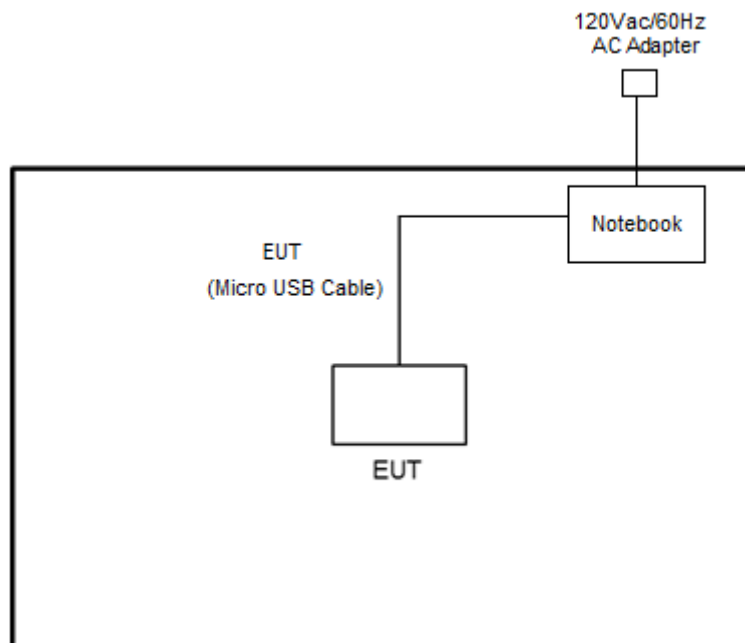 120Vac/60Hz
AC Adapter
Notebook
EUT
(Micro USB Cable)
EUT